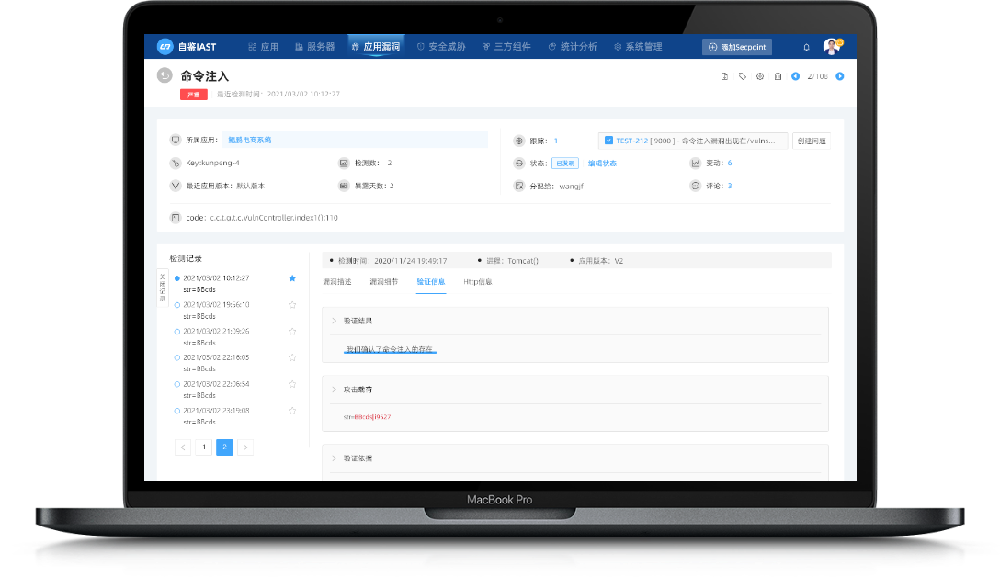 自鉴IAST 应用 服务器 应用漏洞 安全威胁 三方组件 统计分析 系统管理 添加Secpoint
命令注入 2/108
严重 最近检测时间: 2021/03/02 10:12:27
所属应用: 鲲鹏电商系统 跟踪: 1 TEST-212 [ 9000 ] - 命令注入漏洞出现在/vulns... 创建问题
Key:kunpeng-4 检测数: 2 状态: 已发现 编辑状态 变动: 6
最近应用版本: 默认版本 暴露天数: 2 分配给: wangjf 评论: 3
code: c.c.t.g.t.c.VulnController.index1():110
检测记录 检测时间: 2020/11/24 19:49:17 进程: Tomcat() 应用版本: V2
关闭记录
2021/03/02 10:12:27
str=BBcds
2021/03/02 19:56:10
str=BBcds
2021/03/02 21:09:26
str=BBcds
2021/03/02 22:16:03
str=BBcds
2021/03/02 22:06:54
str=BBcds
2021/03/02 23:19:08
str=BBcds
< 1 2 >
漏洞描述 漏洞细节 验证信息 Http信息
验证结果
我们确认了命令注入的存在
攻击载荷
str=BBcds|i9527
验证依据
MacBook Pro